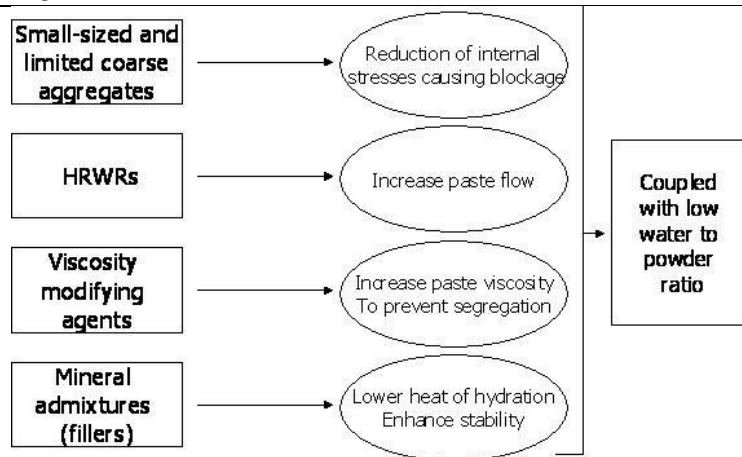 Small-sized and
limited coarse
aggregates
Reduction of internal
stresses causing blockage
HRWRs
Increase paste flow
Viscosity
modifying
agents
Increase paste viscosity
To prevent segregation
Mineral
admixtures
(fillers)
Lower heat of hydration
Enhance stability
Coupled
with low
water to
powder
ratio